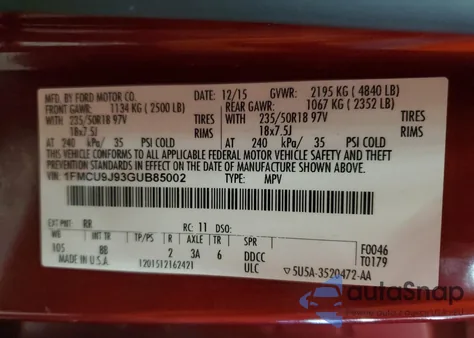 MFD. BY FORD MOTOR CO. 12/15 GVWR: 2195 KG ( 4840 LB)
FRONT GAWR: 1134 KG ( 2500 LB) REAR GAWR: 1067 KG ( 2352 LB)
WITH 235/50R18 97V TIRES WITH 235/50R18 97V TIRES
18x7.5J RIMS 18x7.5J RIMS
AT 240 kPa/ 35 PSI COLD AT 240 kPa/ 35 PSI COLD
THIS VEHICLE CONFORMS TO ALL APPLICABLE FEDERAL MOTOR VEHICLE SAFETY AND THEFT PREVENTION STANDARDS IN EFFECT ON THE DATE OF MANUFACTURE SHOWN ABOVE.
VIN: 1FMCU9J93GUB85002 TYPE: MPV
EXT PNT: RR RC: 11 DSO: F0046
WB INT TR TP/PS R AXLE TR SPR T0179
105 BB 2 3A 6 DDCC
MADE IN U.S.A. 1201512162421 ULC 5U5A-3520472-AA
autoSnap